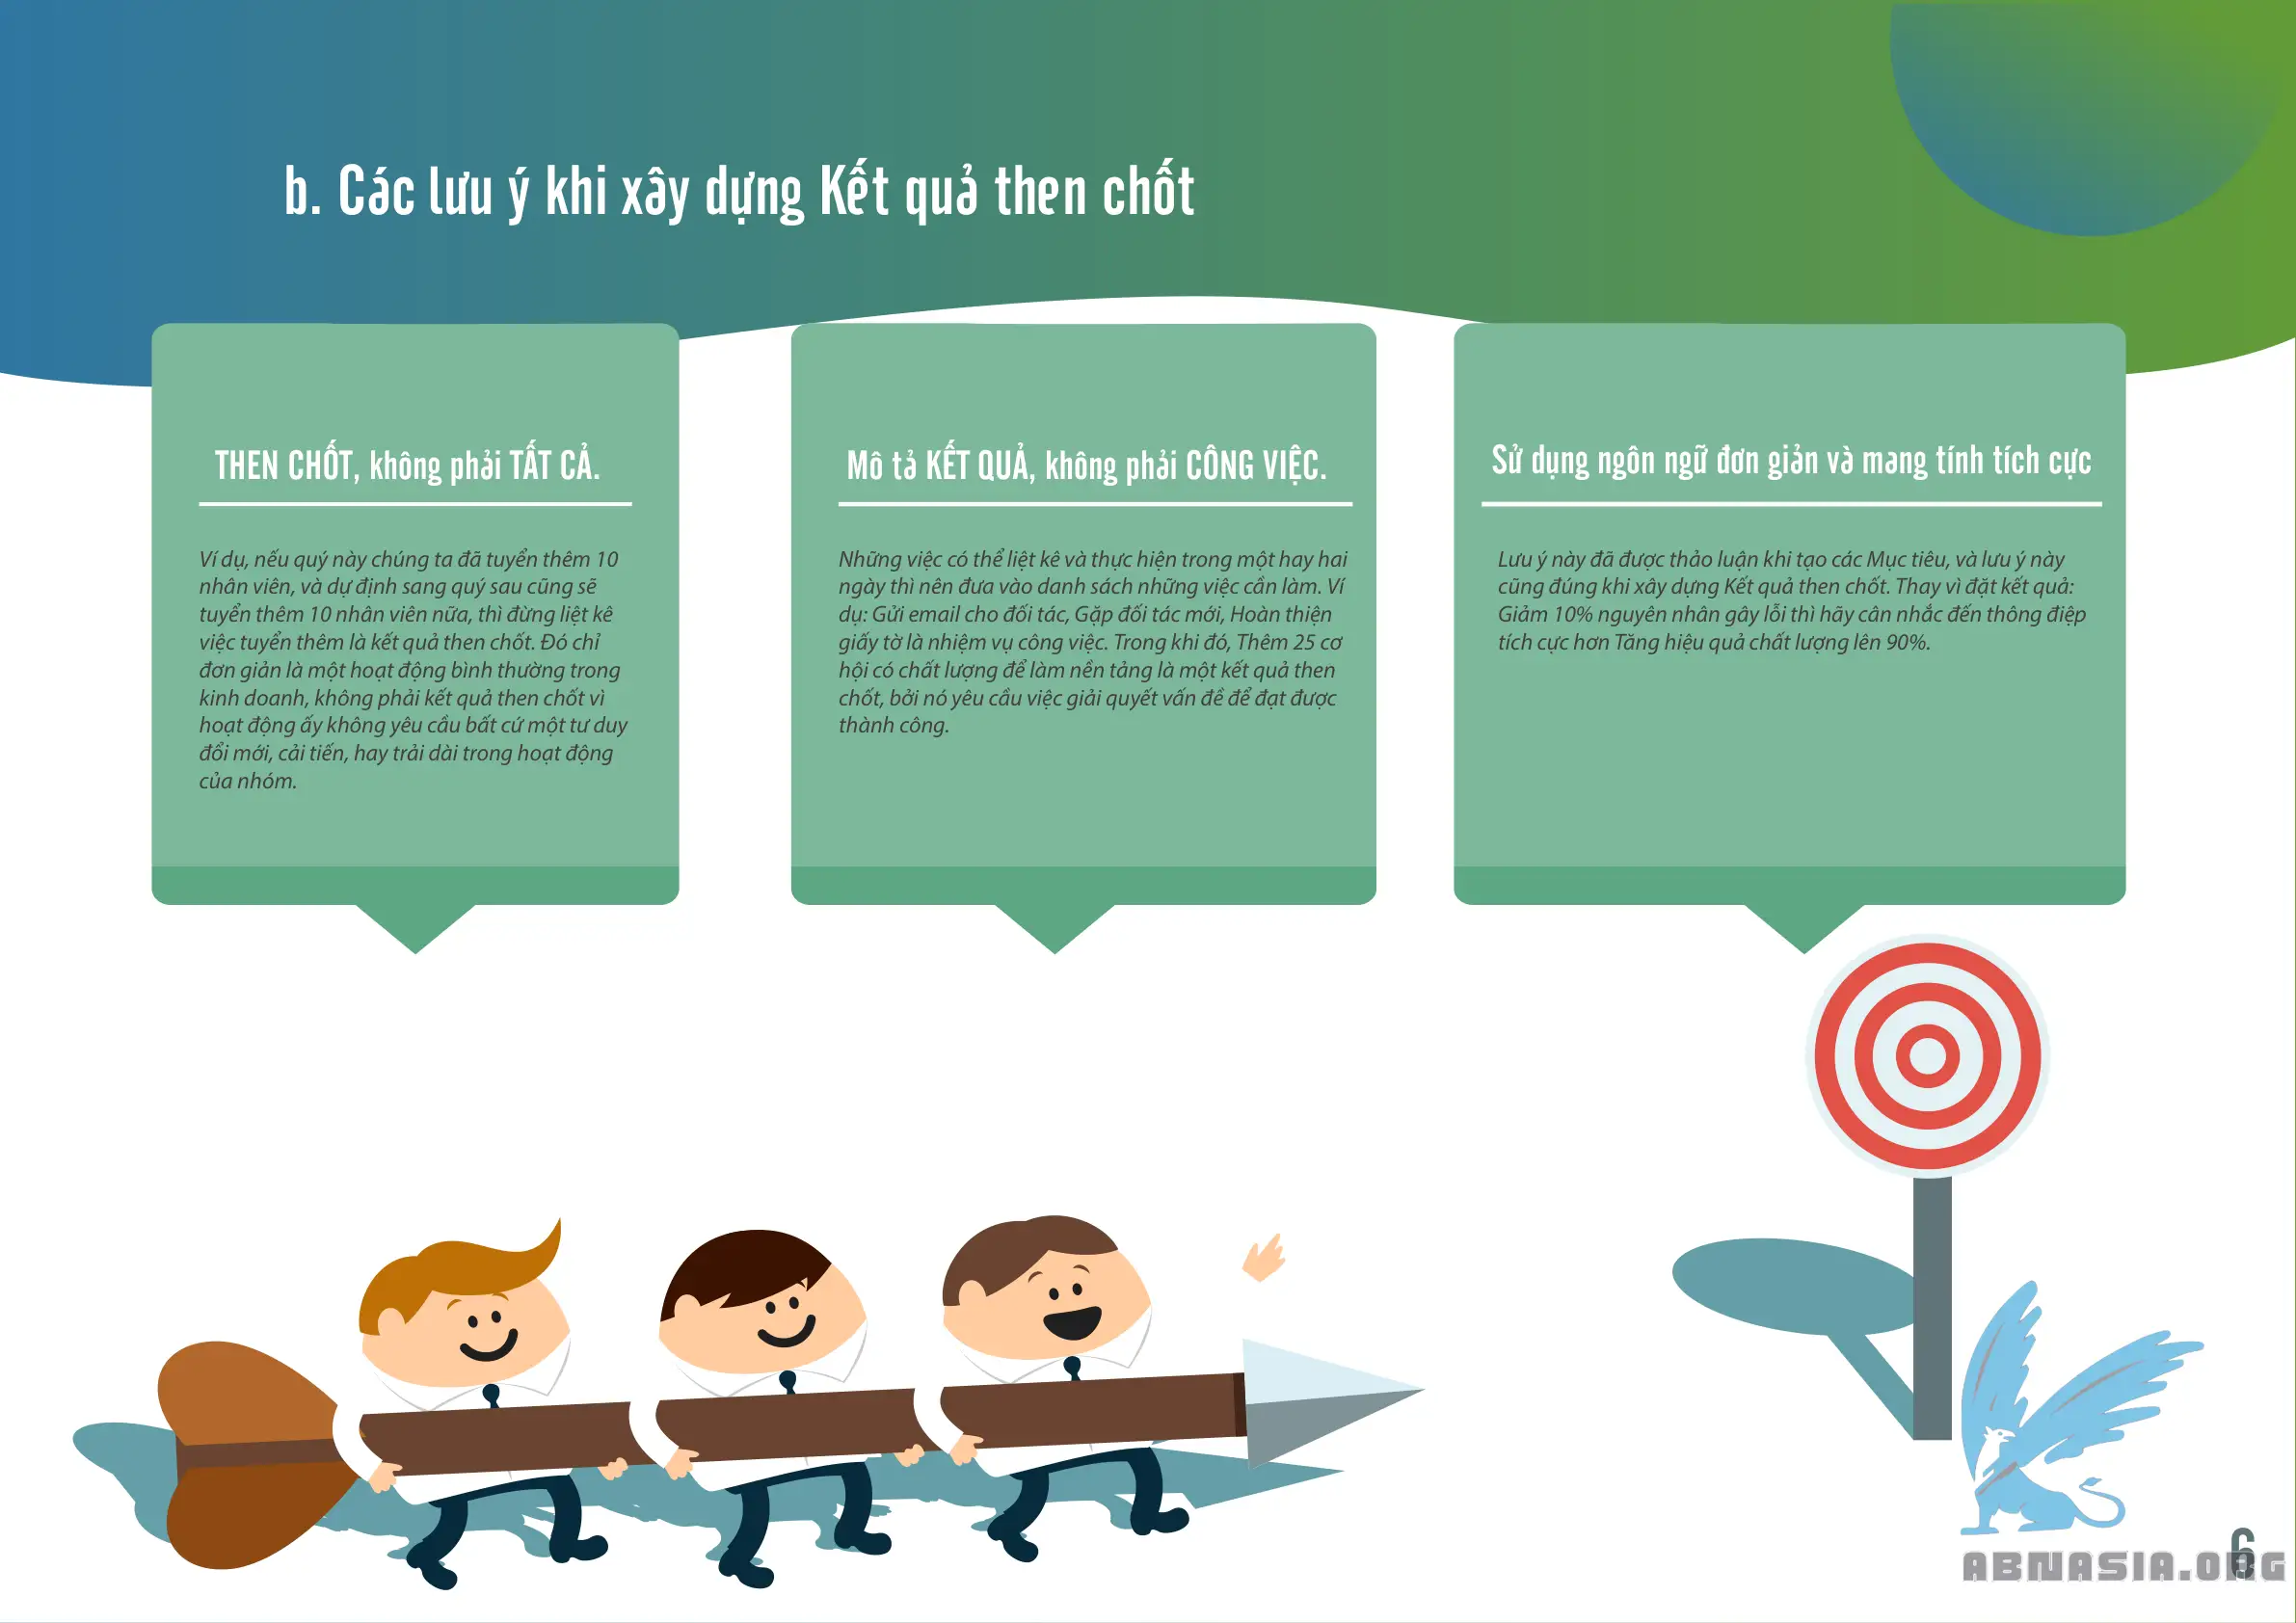 b. Các lưu ý khi xây dựng Kết quả then chốt
THEN CHỐT, không phải TẤT CẢ.
Ví dụ, nếu quý này chúng ta đã tuyển thêm 10
nhân viên, và dự định sang quý sau cũng sẽ
tuyển thêm 10 nhân viên nữa, thì đừng liệt kê
việc tuyển thêm là kết quả then chốt. Đó chỉ
đơn giản là một hoạt động bình thường trong
kinh doanh, không phải kết quả then chốt vì
hoạt động ấy không yêu cầu bất cứ một tư duy
đổi mới, cải tiến, hay trải dài trong hoạt động
của nhóm.
Mô tả KẾT QUẢ, không phải CÔNG VIỆC.
Những việc có thể liệt kê và thực hiện trong một hay hai
ngày thì nên đưa vào danh sách những việc cần làm. Ví
dụ: Gửi email cho đối tác, Gặp đối tác mới, Hoàn thiện
giấy tờ là nhiệm vụ công việc. Trong khi đó, Thêm 25 cơ
hội có chất lượng để làm nền tảng là một kết quả then
chốt, bởi nó yêu cầu việc giải quyết vấn đề để đạt được
thành công.
Sử dụng ngôn ngữ đơn giản và mang tính tích cực
Lưu ý này đã được thảo luận khi tạo các Mục tiêu, và lưu ý này
cũng đúng khi xây dựng Kết quả then chốt. Thay vì đặt kết quả:
Giảm 10% nguyên nhân gây lỗi thì hãy cân nhắc đến thông điệp
tích cực hơn Tăng hiệu quả chất lượng lên 90%.
6
ABNASIA.ORG